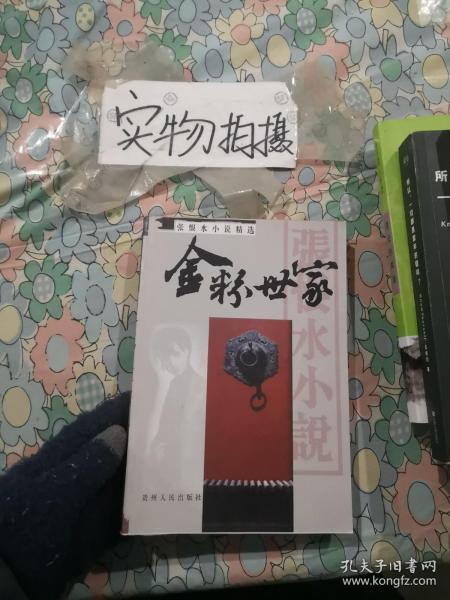 实物拍摄
张恨水小说精选
金粉世家
張恨水小説
贵州人民出版社
所
Kn
孔夫子旧书网
www.kongfz.com